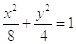 x²/8 + y²/4 = 1